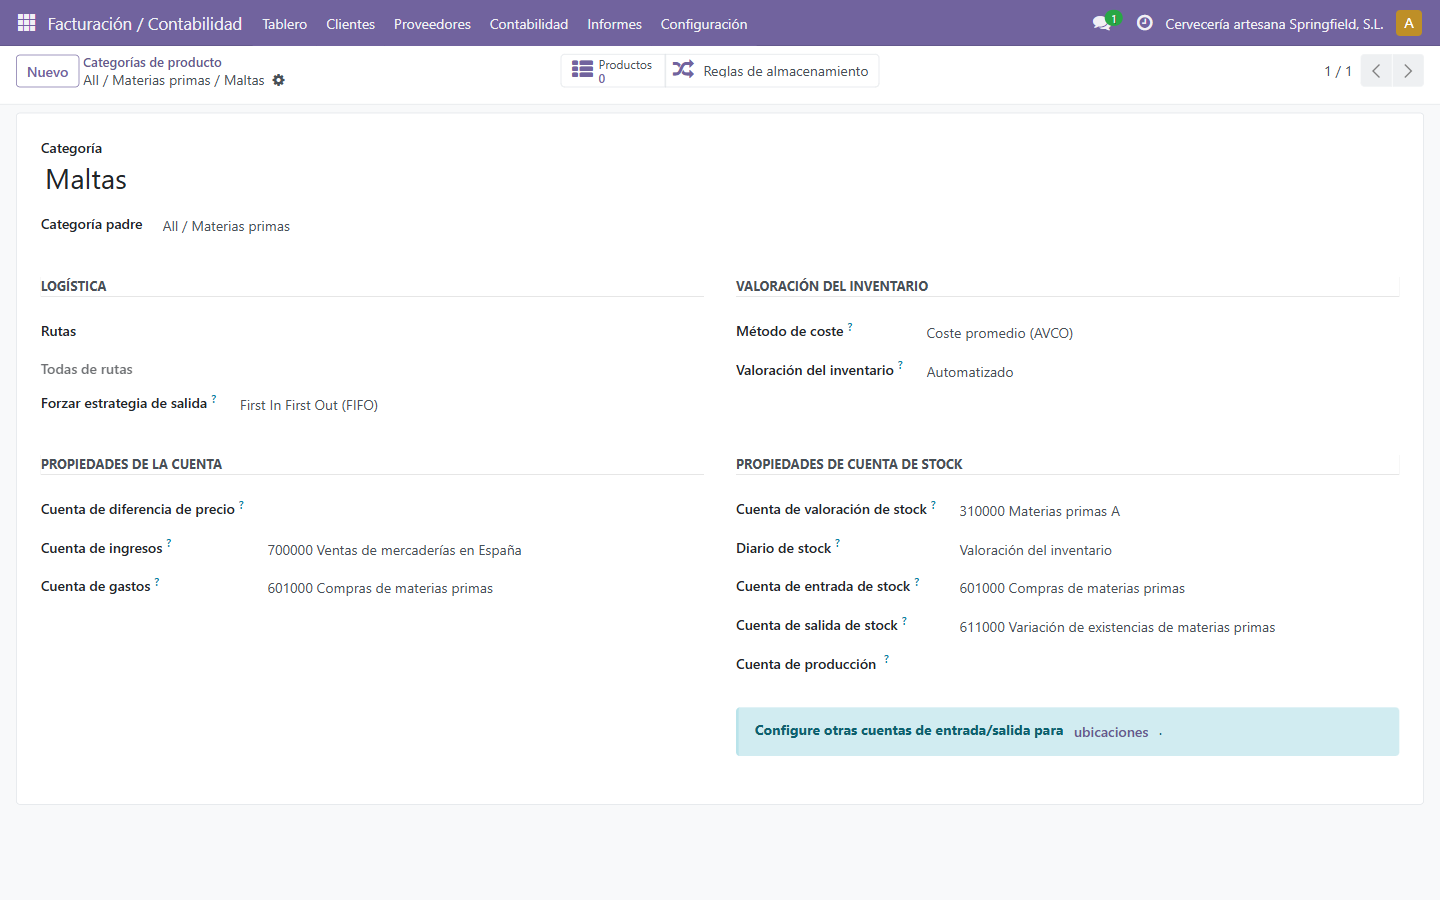 Facturación / Contabilidad Tablero Clientes Proveedores Contabilidad Informes Configuración 1 Cervecería artesana Springfield, S.L. A
Nuevo
Categorías de producto
All / Materias primas / Maltas
Productos
0
Reglas de almacenamiento
1 / 1
Categoría
Maltas
Categoría padre All / Materias primas
LOGÍSTICA
Rutas
Todas de rutas
Forzar estrategia de salida ? First In First Out (FIFO)
VALORACIÓN DEL INVENTARIO
Método de coste ? Coste promedio (AVCO)
Valoración del inventario ? Automatizado
PROPIEDADES DE LA CUENTA
Cuenta de diferencia de precio ?
Cuenta de ingresos ? 700000 Ventas de mercaderías en España
Cuenta de gastos ? 601000 Compras de materias primas
PROPIEDADES DE CUENTA DE STOCK
Cuenta de valoración de stock ? 310000 Materias primas A
Diario de stock ? Valoración del inventario
Cuenta de entrada de stock ? 601000 Compras de materias primas
Cuenta de salida de stock ? 611000 Variación de existencias de materias primas
Cuenta de producción ?
Configure otras cuentas de entrada/salida para ubicaciones .